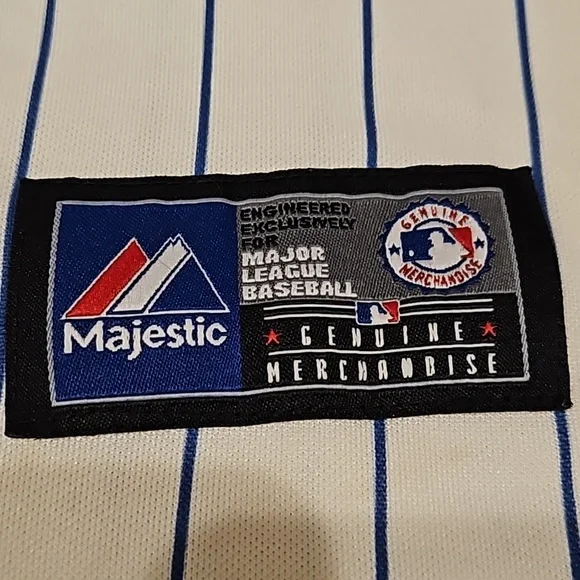 Majestic
ENGINEERED
EXCLUSIVELY
FOR
MAJOR
LEAGUE
BASEBALL
GENUINE
MERCHANDISE
GENUINE
MERCHANDISE